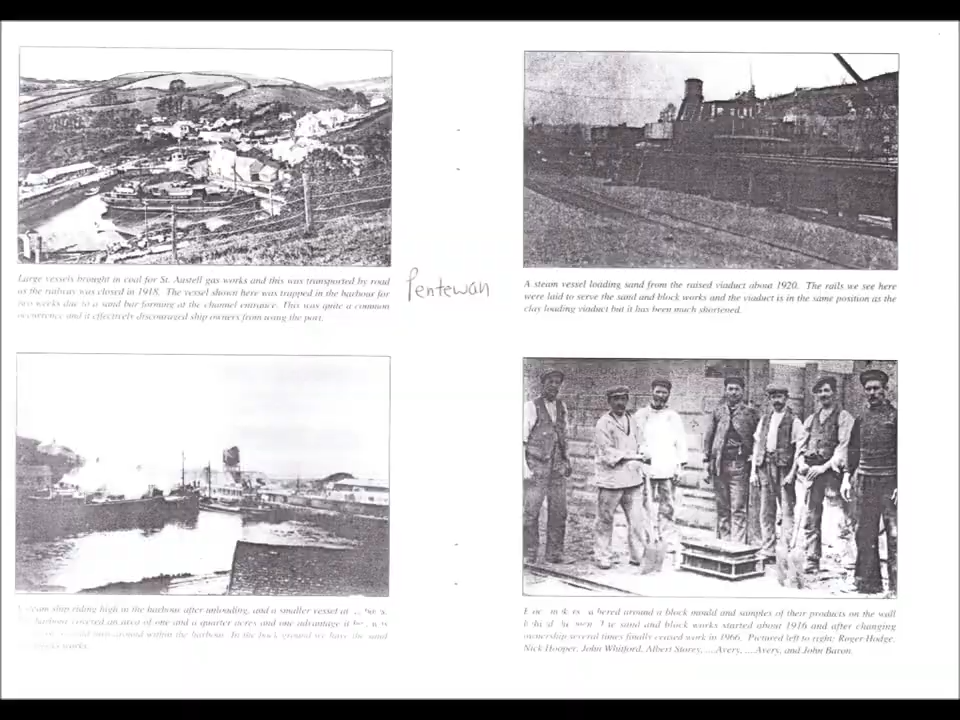 Large vessels brought in coal for St. Austell gas works and this was transported by road
as the railway was closed in 1918. The vessel shown here was trapped in the harbour for
two weeks due to a sand bar forming at the channel entrance. This was quite a common
occurrence and it effectively discouraged ship owners from using the port.
Pentewan
A steam vessel loading sand from the raised viaduct about 1920. The rails we see here
were laid to serve the sand and block works and the viaduct is in the same position as the
clay loading viaduct but it has been much shortened.
steam ship riding high in the harbour after unloading, and a smaller vessel at
harbour covered an area of one and a quarter acres and one advantage
around within the harbour. In the back ground we have the sand
works.
around a block mould and samples of their products on the wall
sand and block works started about 1916 and after changing
ownership several times finally ceased work in 1966. Pictured left to right: Roger Hodge,
Nick Hooper, John Whitford, Albert Storey, ....Avery, ....Avery, and John Baron.